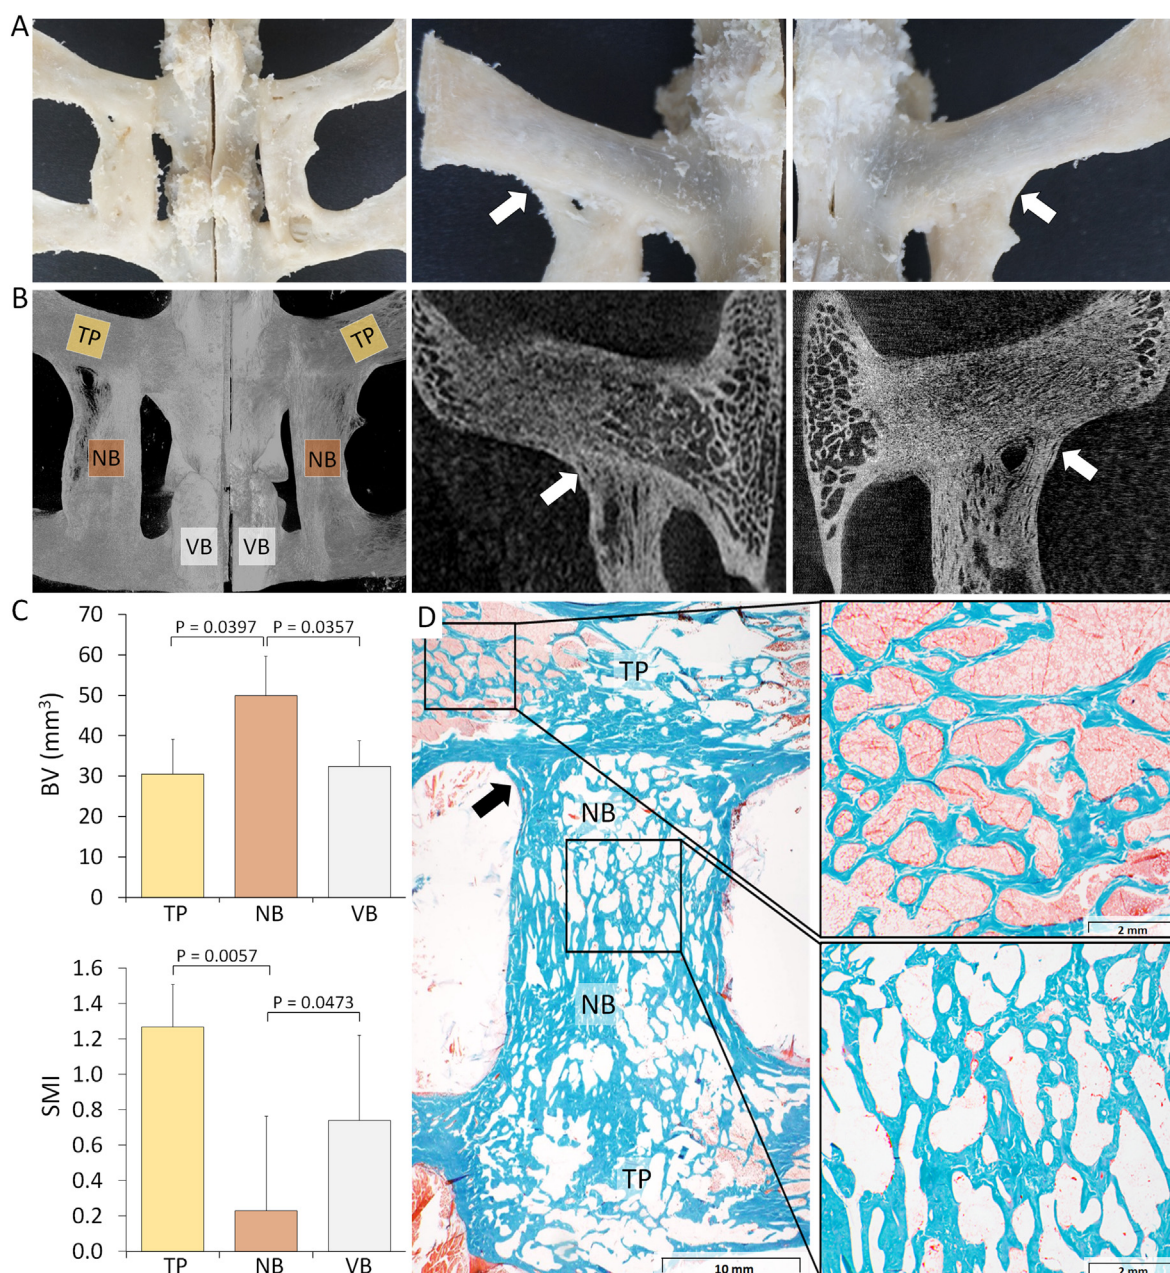 A
B
TP
TP
NB
NB
VB
VB
C
70
60
50
40
30
20
10
0
BV (mm³)
P = 0.0397
P = 0.0357
TP
NB
VB
1.6
1.4
1.2
1.0
0.8
0.6
0.4
0.2
0.0
SMI
P = 0.0057
P = 0.0473
TP
NB
VB
D
TP
NB
NB
TP
10 mm
2 mm
2 mm